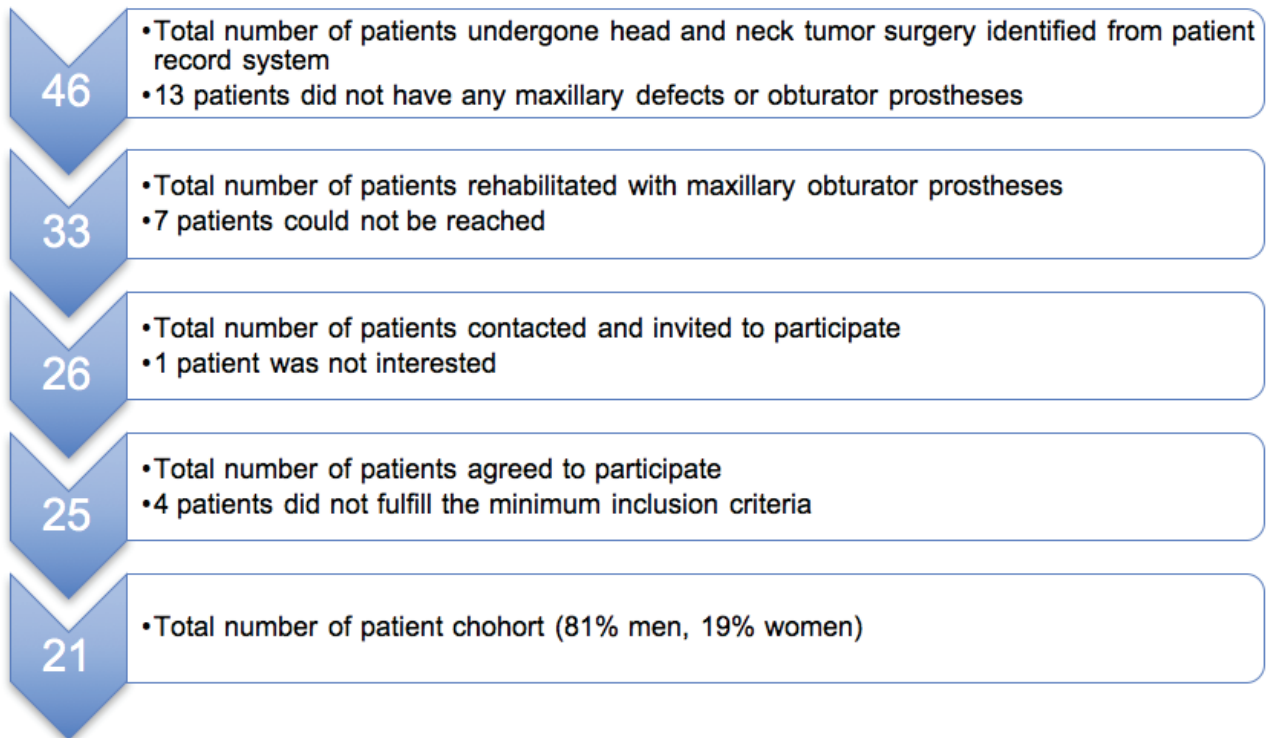 46
•Total number of patients undergone head and neck tumor surgery identified from patient
record system
•13 patients did not have any maxillary defects or obturator prostheses
33
•Total number of patients rehabilitated with maxillary obturator prostheses
•7 patients could not be reached
26
•Total number of patients contacted and invited to participate
•1 patient was not interested
25
•Total number of patients agreed to participate
•4 patients did not fulfill the minimum inclusion criteria
21
•Total number of patient chohort (81% men, 19% women)